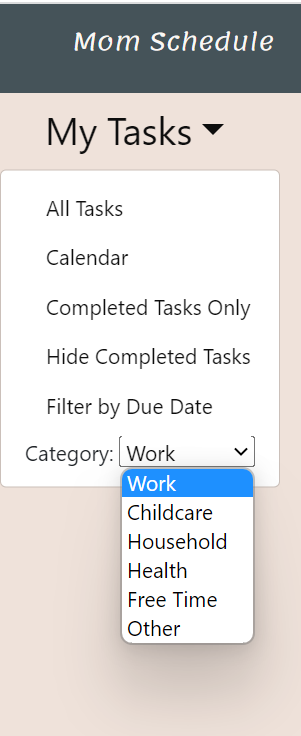 Mom Schedule
My Tasks
All Tasks
Calendar
Completed Tasks Only
Hide Completed Tasks
Filter by Due Date
Category: Work
Work
Childcare
Household
Health
Free Time
Other